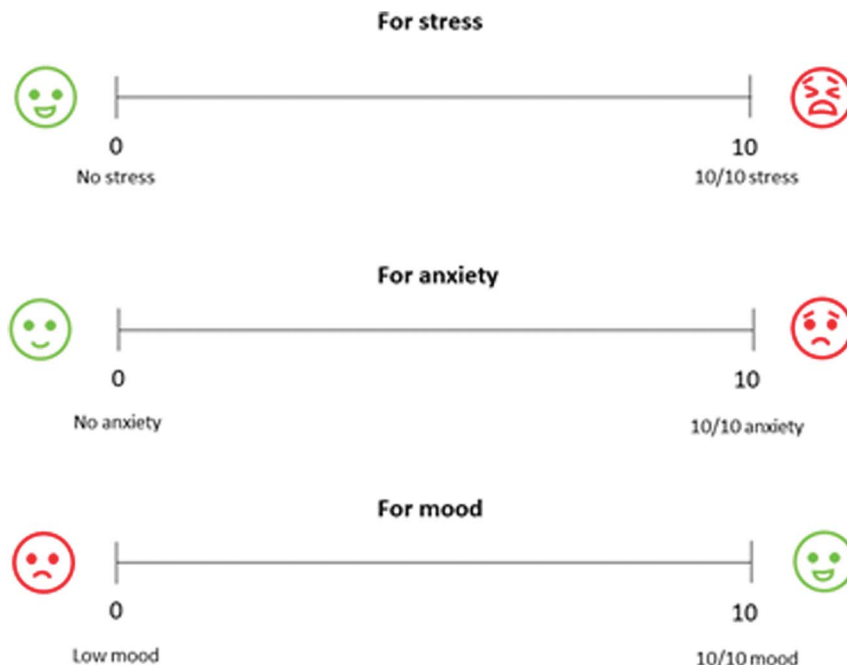 For stress
0 10
No stress 10/10 stress
For anxiety
0 10
No anxiety 10/10 anxiety
For mood
0 10
Low mood 10/10 mood